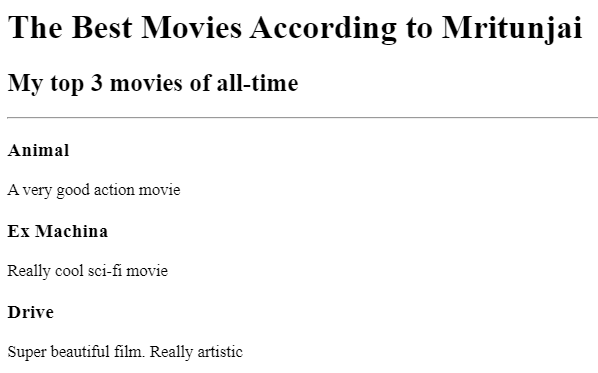 The Best Movies According to Mritunjai
My top 3 movies of all-time
Animal
A very good action movie
Ex Machina
Really cool sci-fi movie
Drive
Super beautiful film. Really artistic